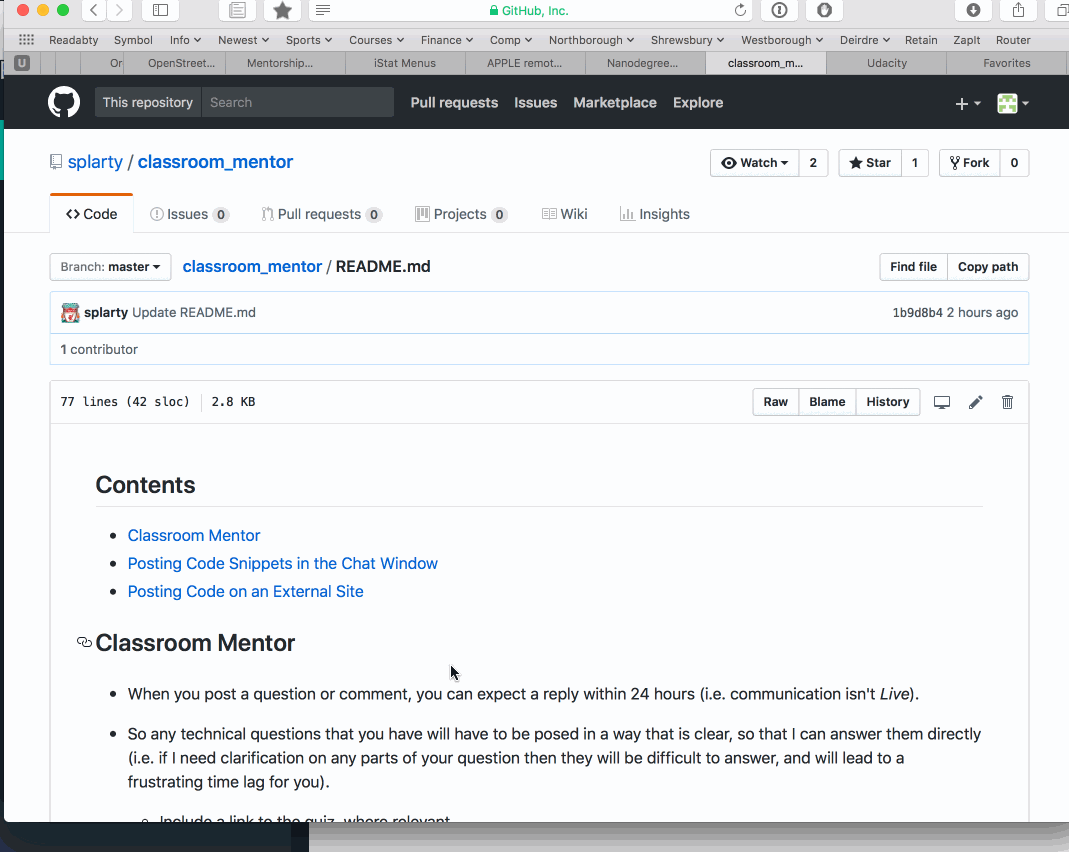 GitHub, Inc.
Readabty Symbol Info Newest Sports Courses Finance Comp Northborough Shrewsbury Westborough Deirdre Retain ZapIt Router
U Or OpenStreet... Mentorship... iStat Menus APPLE remot... Nanodegree... classroom_m... Udacity Favorites
This repository Search Pull requests Issues Marketplace Explore
splarty / classroom_mentor Watch 2 Star 1 Fork 0
Code Issues 0 Pull requests 0 Projects 0 Wiki Insights
Branch: master classroom_mentor / README.md Find file Copy path
splarty Update README.md 1b9d8b4 2 hours ago
1 contributor
77 lines (42 sloc) 2.8 KB Raw Blame History
Contents
Classroom Mentor
Posting Code Snippets in the Chat Window
Posting Code on an External Site
Classroom Mentor
When you post a question or comment, you can expect a reply within 24 hours (i.e. communication isn't Live).
So any technical questions that you have will have to be posed in a way that is clear, so that I can answer them directly
(i.e. if I need clarification on any parts of your question then they will be difficult to answer, and will lead to a
frustrating time lag for you).
Include a link to the quiz, where relevant